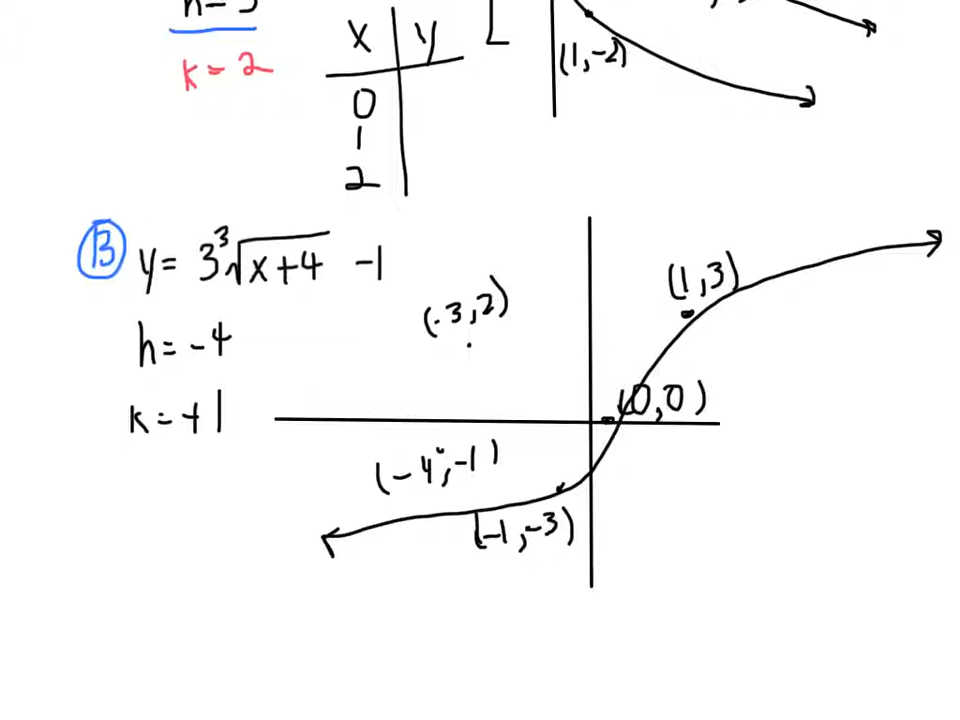 h = 3
k = 2
x y
0
1
2
(1,-2)
B y = 3∛x+4 -1
h = -4
k = +1
(-3,2)
(1,3)
(0,0)
(-4,-1)
(-1,-3)